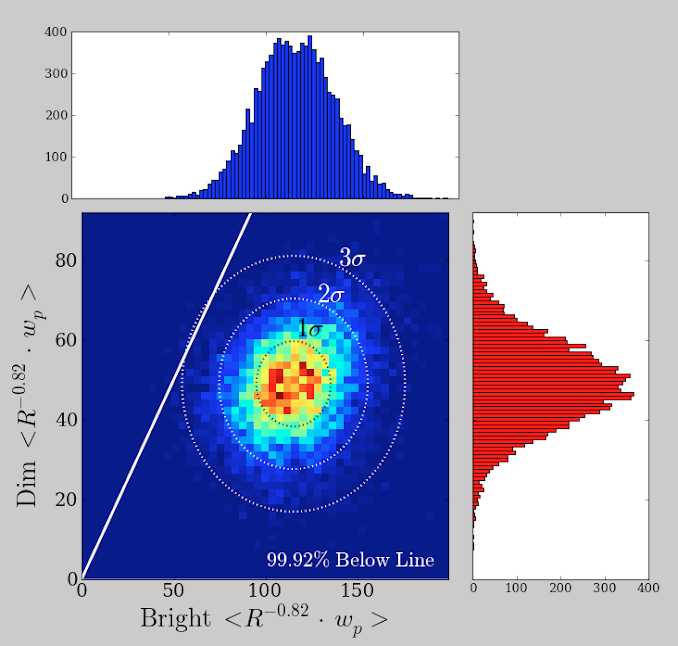 400
300
200
100
0
80
60
40
20
0
3σ
2σ
1σ
99.92% Below Line
0 50 100 150
0 100 200 300 400
Dim <R^{-0.82} · w_p>
Bright <R^{-0.82} · w_p>